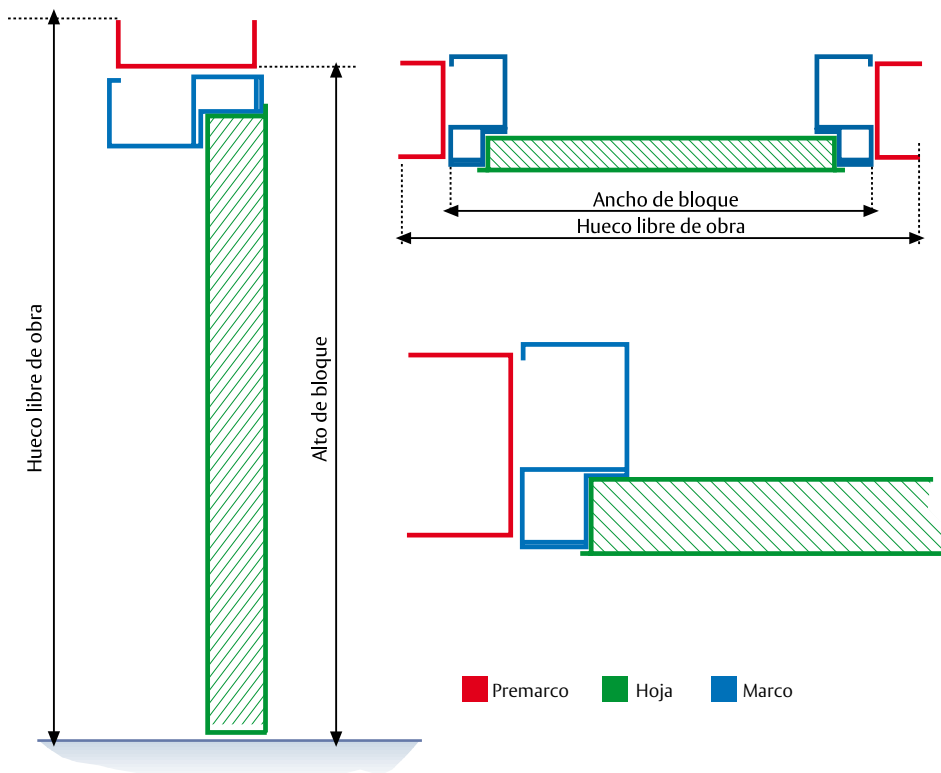 Hueco libre de obra
Alto de bloque
Ancho de bloque
Hueco libre de obra
Premarco
Hoja
Marco